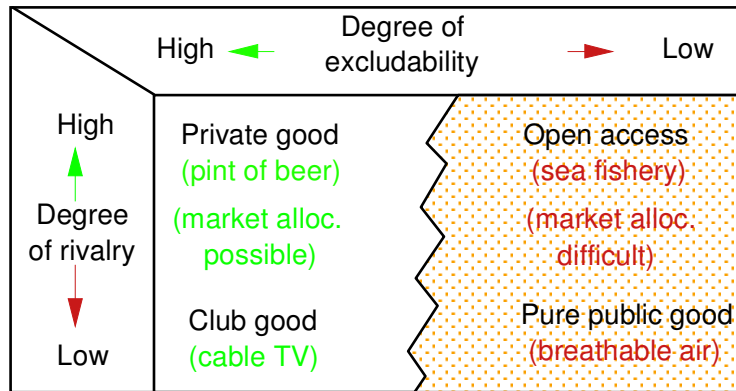 Degree of
High
excludability
Low
High
Degree
of rivalry
Low
Private good
(pint of beer)
(market alloc.
possible)
Club good
(cable TV)
Open access
(sea fishery)
(market alloc.
difficult)
Pure public good
(breathable air)